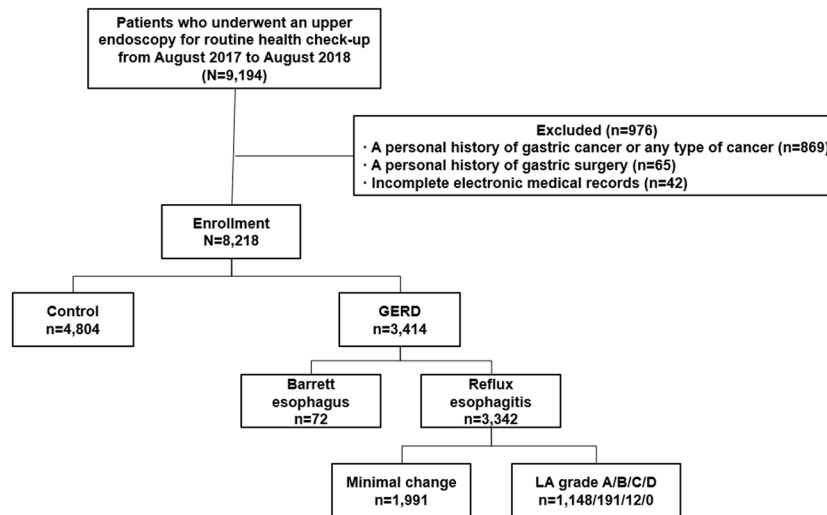 Patients who underwent an upper
endoscopy for routine health check-up
from August 2017 to August 2018
(N=9,194)
Excluded (n=976)
· A personal history of gastric cancer or any type of cancer (n=869)
· A personal history of gastric surgery (n=65)
· Incomplete electronic medical records (n=42)
Enrollment
N=8,218
Control
n=4,804
GERD
n=3,414
Barrett
esophagus
n=72
Reflux
esophagitis
n=3,342
Minimal change
n=1,991
LA grade A/B/C/D
n=1,148/191/12/0